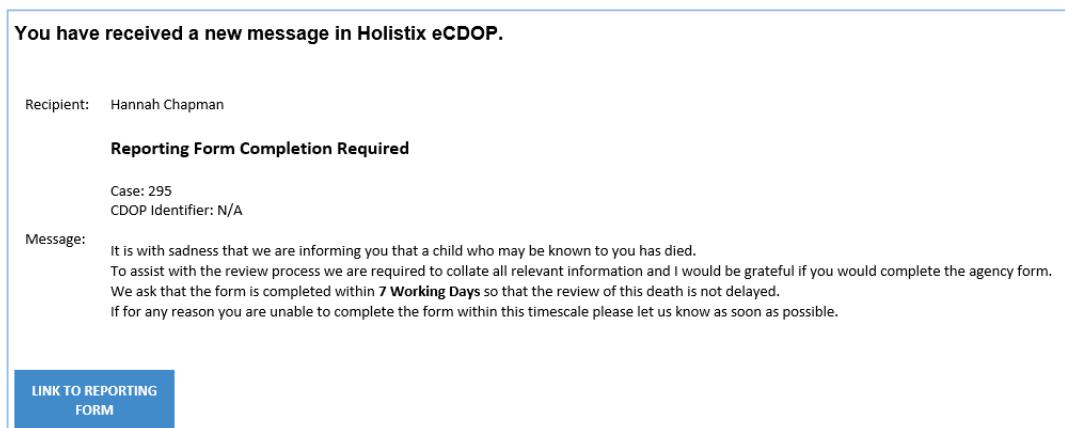 You have received a new message in Holistix eCDOP.
Recipient: Hannah Chapman
Reporting Form Completion Required
Case: 295
CDOP Identifier: N/A
Message:
It is with sadness that we are informing you that a child who may be known to you has died.
To assist with the review process we are required to collate all relevant information and I would be grateful if you would complete the agency form.
We ask that the form is completed within 7 Working Days so that the review of this death is not delayed.
If for any reason you are unable to complete the form within this timescale please let us know as soon as possible.
LINK TO REPORTING
FORM